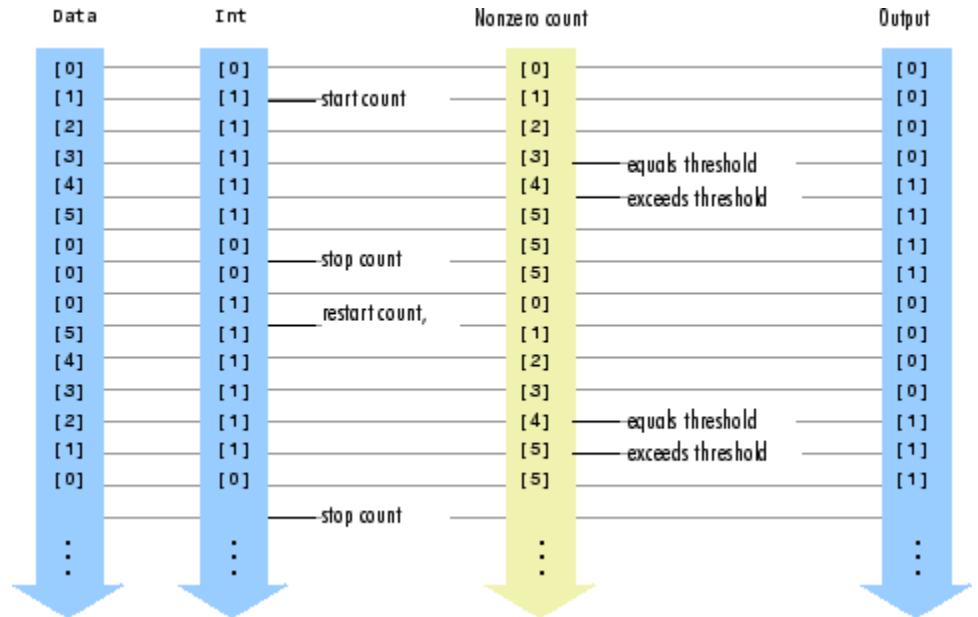 Data Int Nonzero count Output
[0] [0] [0] [0]
[1] [1] start count [1] [0]
[2] [1] [2] [0]
[3] [1] [3] equals threshold [0]
[4] [1] [4] exceeds threshold [1]
[5] [1] [5] [1]
[0] [0] stop count [5] [1]
[0] [0] [5] [1]
[0] [1] restart count, [0] [0]
[5] [1] [1] [0]
[4] [1] [2] [0]
[3] [1] [3] [0]
[2] [1] [4] equals threshold [1]
[1] [1] [5] exceeds threshold [1]
[0] [0] [5] [1]
stop count